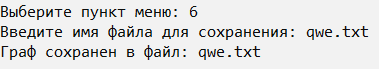 Выберите пункт меню: 6
Введите имя файла для сохранения: qwe.txt
Граф сохранен в файл: qwe.txt